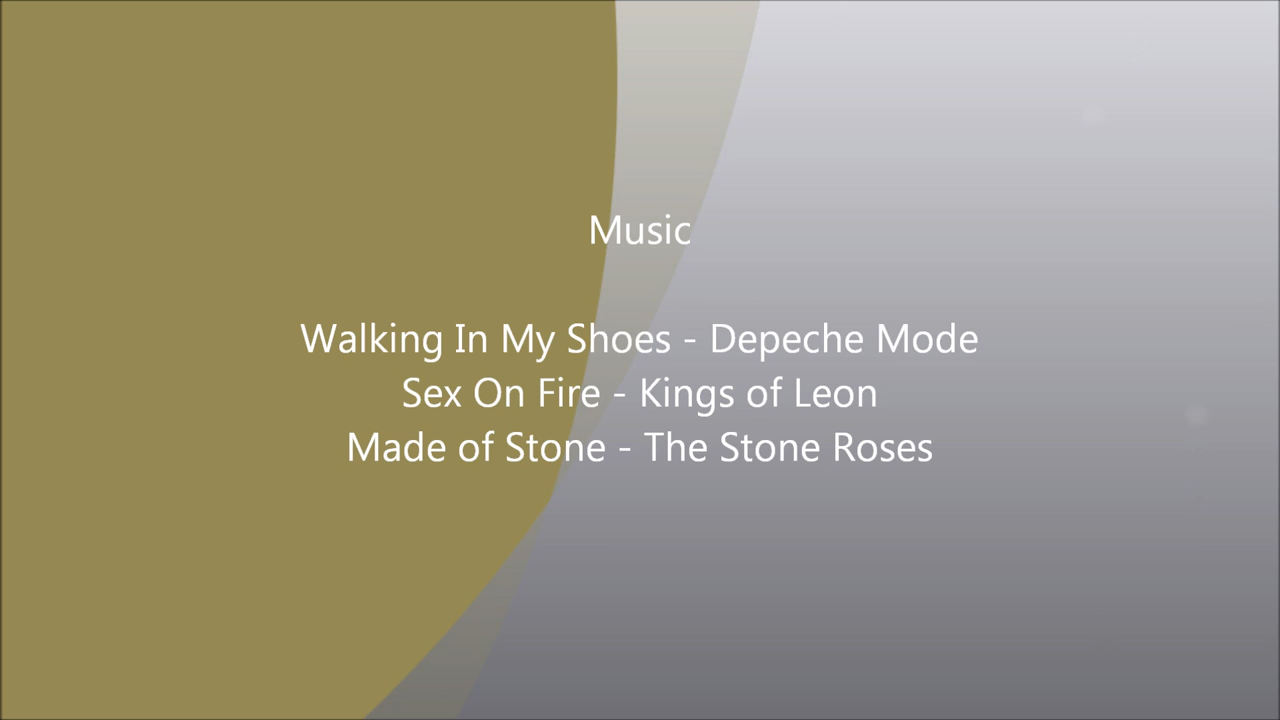 Music
Walking In My Shoes - Depeche Mode
Sex On Fire - Kings of Leon
Made of Stone - The Stone Roses